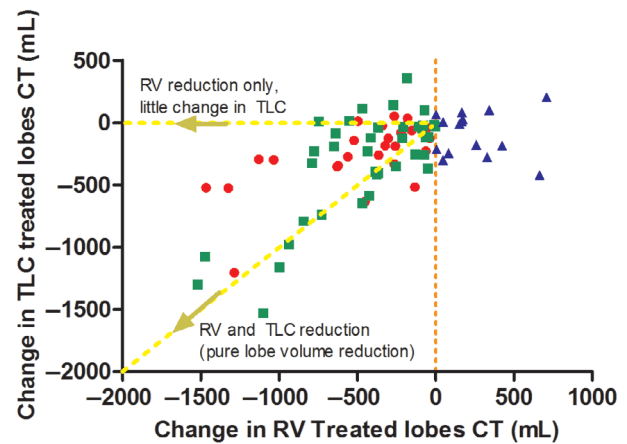 Change in TLC treated lobes CT (mL)
500
0
−500
−1000
−1500
−2000
RV reduction only,
little change in TLC
RV and TLC reduction
(pure lobe volume reduction)
−2000 −1500 −1000 −500 0 500 1000
Change in RV Treated lobes CT (mL)